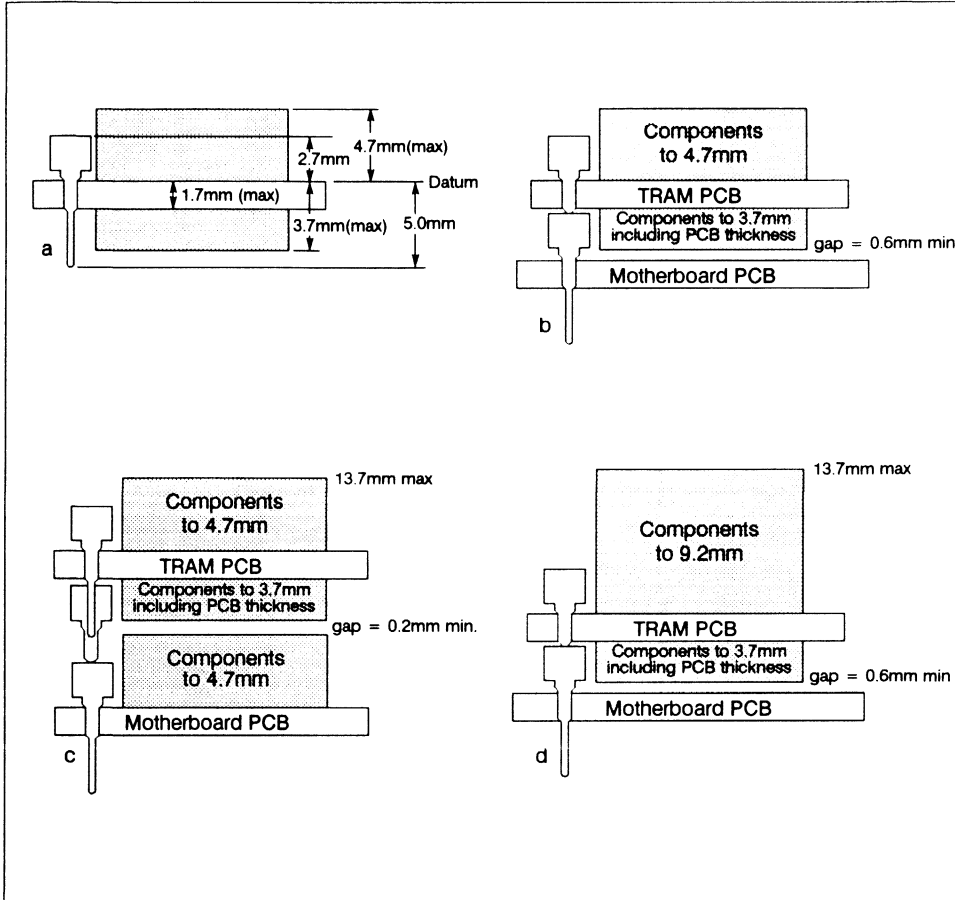 4.7mm(max)
2.7mm
Datum
1.7mm (max)
5.0mm
3.7mm(max)
a
Components
to 4.7mm
TRAM PCB
Components to 3.7mm
including PCB thickness
gap = 0.6mm min
Motherboard PCB
b
13.7mm max
Components
to 4.7mm
TRAM PCB
Components to 3.7mm
including PCB thickness
gap = 0.2mm min.
Components
to 4.7mm
Motherboard PCB
c
13.7mm max
Components
to 9.2mm
TRAM PCB
Components to 3.7mm
including PCB thickness
gap = 0.6mm min
Motherboard PCB
d